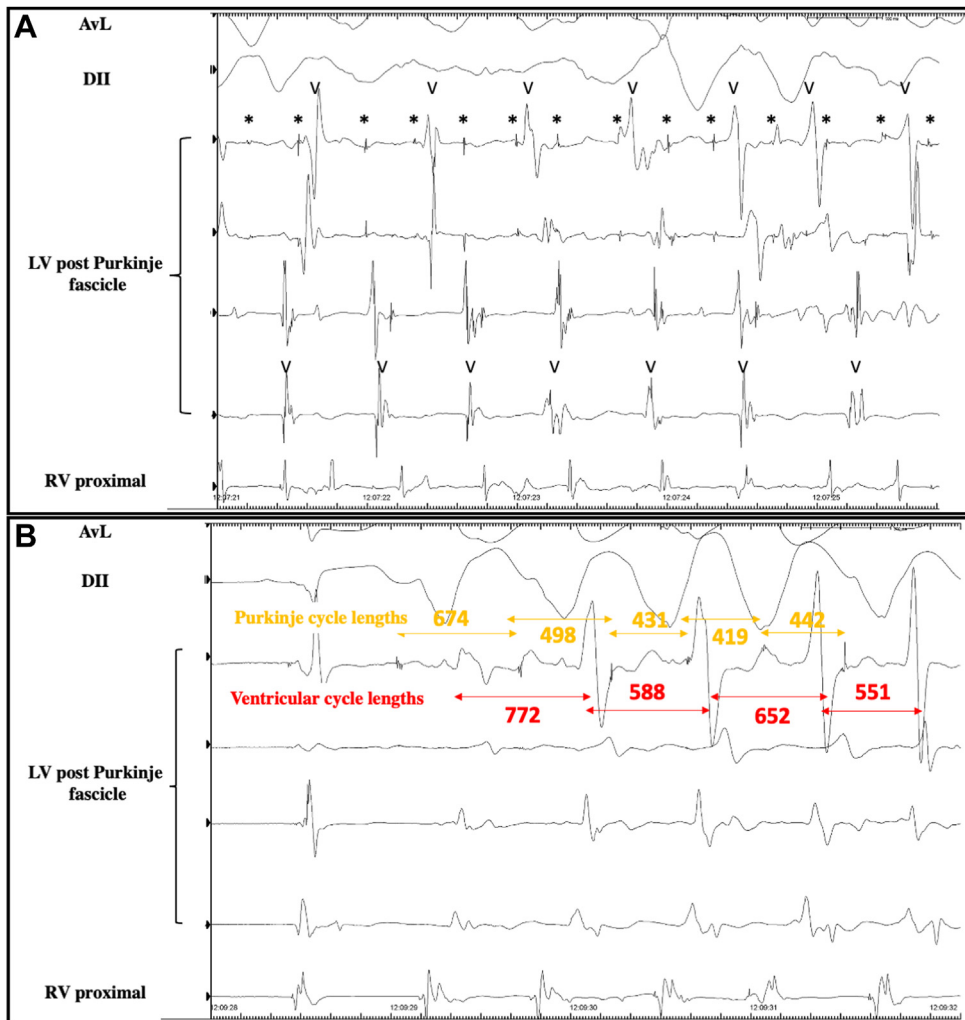 A
AvL
DII
V V V V V V V
* * * * * * * * * * * * * *
LV post Purkinje
fascicle
V V V V V V V
RV proximal
12:07:21 12:07:22 12:07:23 12:07:24 12:07:25
B
AvL
DII
Purkinje cycle lengths 674 498 431 419 442
Ventricular cycle lengths 772 588 652 551
LV post Purkinje
fascicle
RV proximal
12:09:28 12:09:29 12:09:30 12:09:31 12:09:32